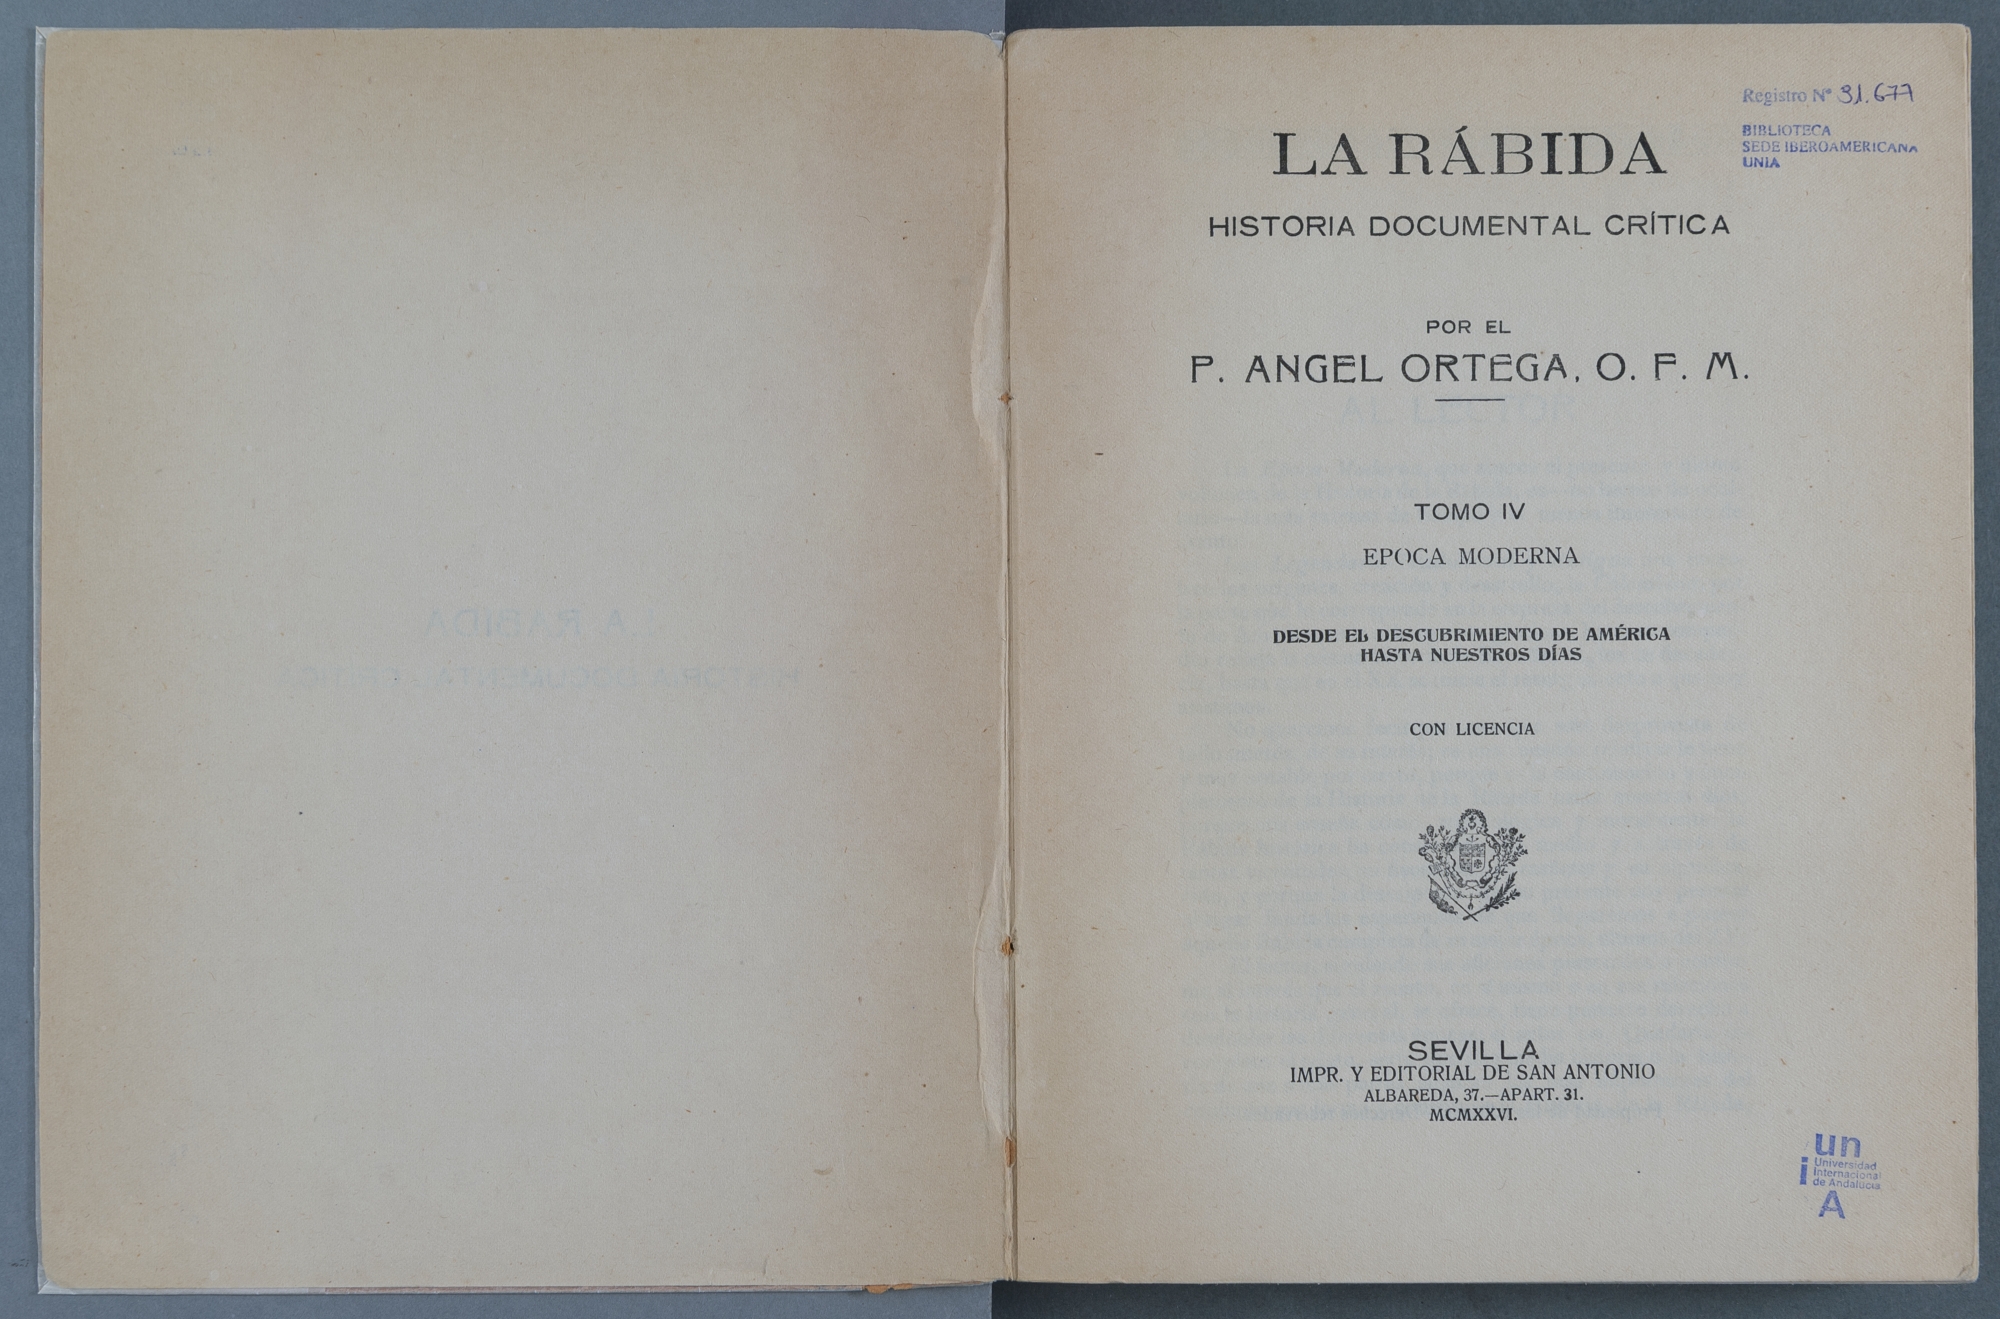 Registro Nº 31.677
BIBLIOTECA
SEDE IBEROAMERICANA
UNIA
LA RÁBIDA
HISTORIA DOCUMENTAL CRÍTICA
POR EL
P. ANGEL ORTEGA, O. F. M.
TOMO IV
EPOCA MODERNA
DESDE EL DESCUBRIMIENTO DE AMÉRICA
HASTA NUESTROS DÍAS
CON LICENCIA
SEVILLA
IMPR. Y EDITORIAL DE SAN ANTONIO
ALBAREDA, 37.—APART. 31.
MCMXXVI.
un
i
Universidad
Internacional
de Andalucía
A